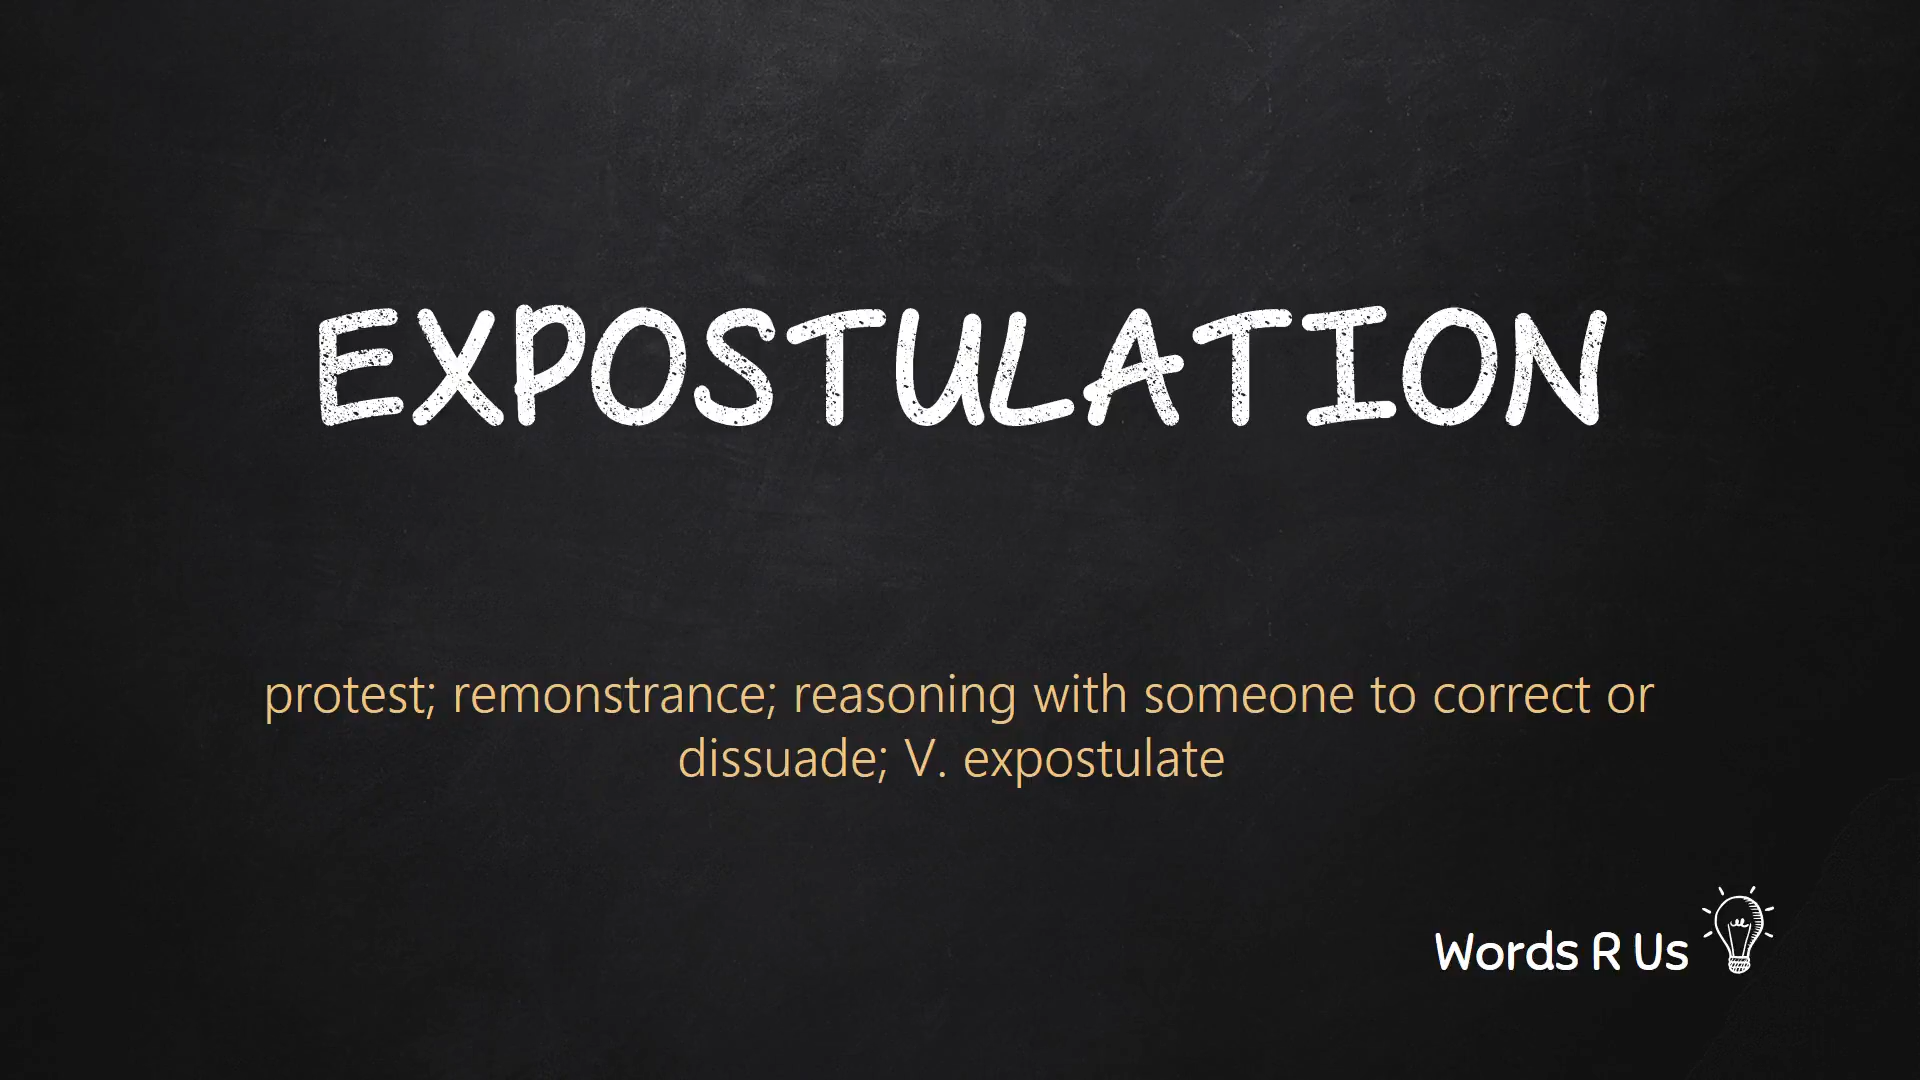 EXPOSTULATION
protest; remonstrance; reasoning with someone to correct or
dissuade; V. expostulate
Words R Us